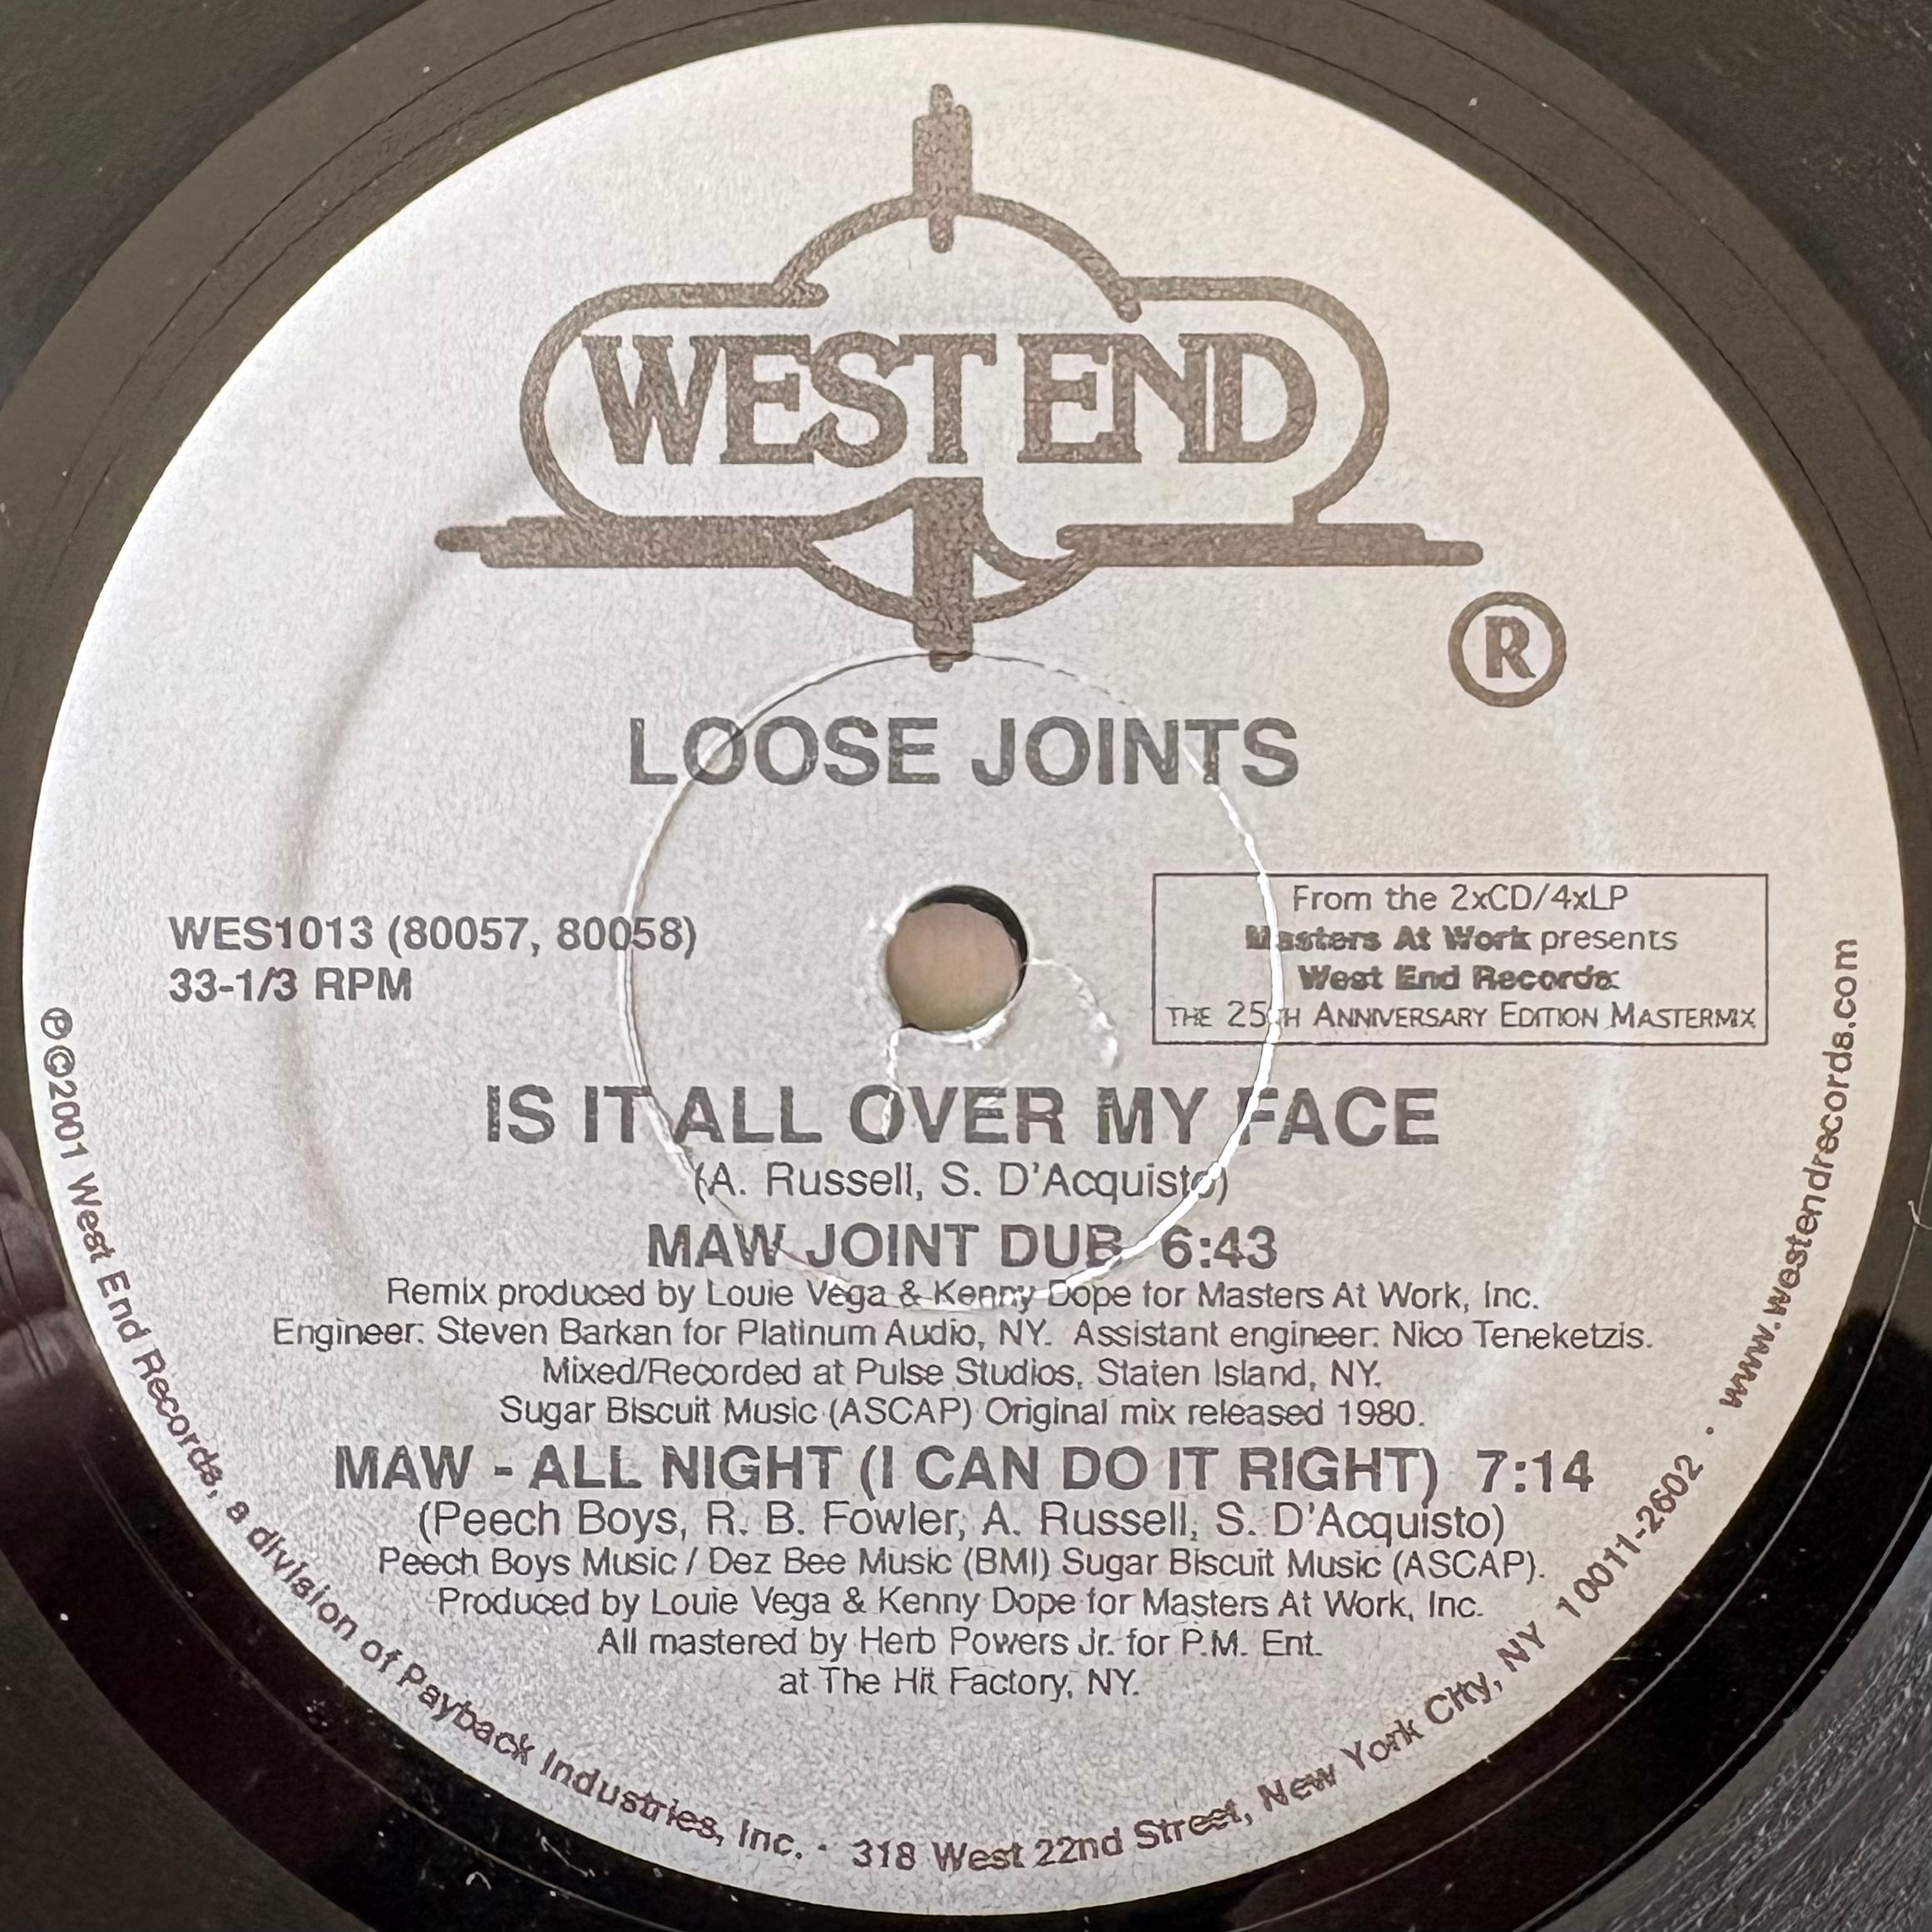 WEST END
®
LOOSE JOINTS
WES1013 (80057, 80058)
33-1/3 RPM
From the 2xCD/4xLP
Masters At Work presents
West End Records:
THE 25TH ANNIVERSARY EDITION MASTERMIX
IS IT ALL OVER MY FACE
(A. Russell, S. D'Acquisto)
MAW JOINT DUB 6:43
Remix produced by Louie Vega & Kenny Dope for Masters At Work, Inc.
Engineer: Steven Barkan for Platinum Audio, NY. Assistant engineer: Nico Teneketzis.
Mixed/Recorded at Pulse Studios, Staten Island, NY.
Sugar Biscuit Music (ASCAP) Original mix released 1980.
MAW - ALL NIGHT (I CAN DO IT RIGHT) 7:14
(Peech Boys, R. B. Fowler, A. Russell, S. D'Acquisto)
Peech Boys Music / Dez Bee Music (BMI) Sugar Biscuit Music (ASCAP).
Produced by Louie Vega & Kenny Dope for Masters At Work, Inc.
All mastered by Herb Powers Jr. for P.M. Ent.
at The Hit Factory, NY.
℗©2001 West End Records, a division of Payback Industries, Inc. · 318 West 22nd Street, New York City, NY 10011-2602 · www.westendrecords.com